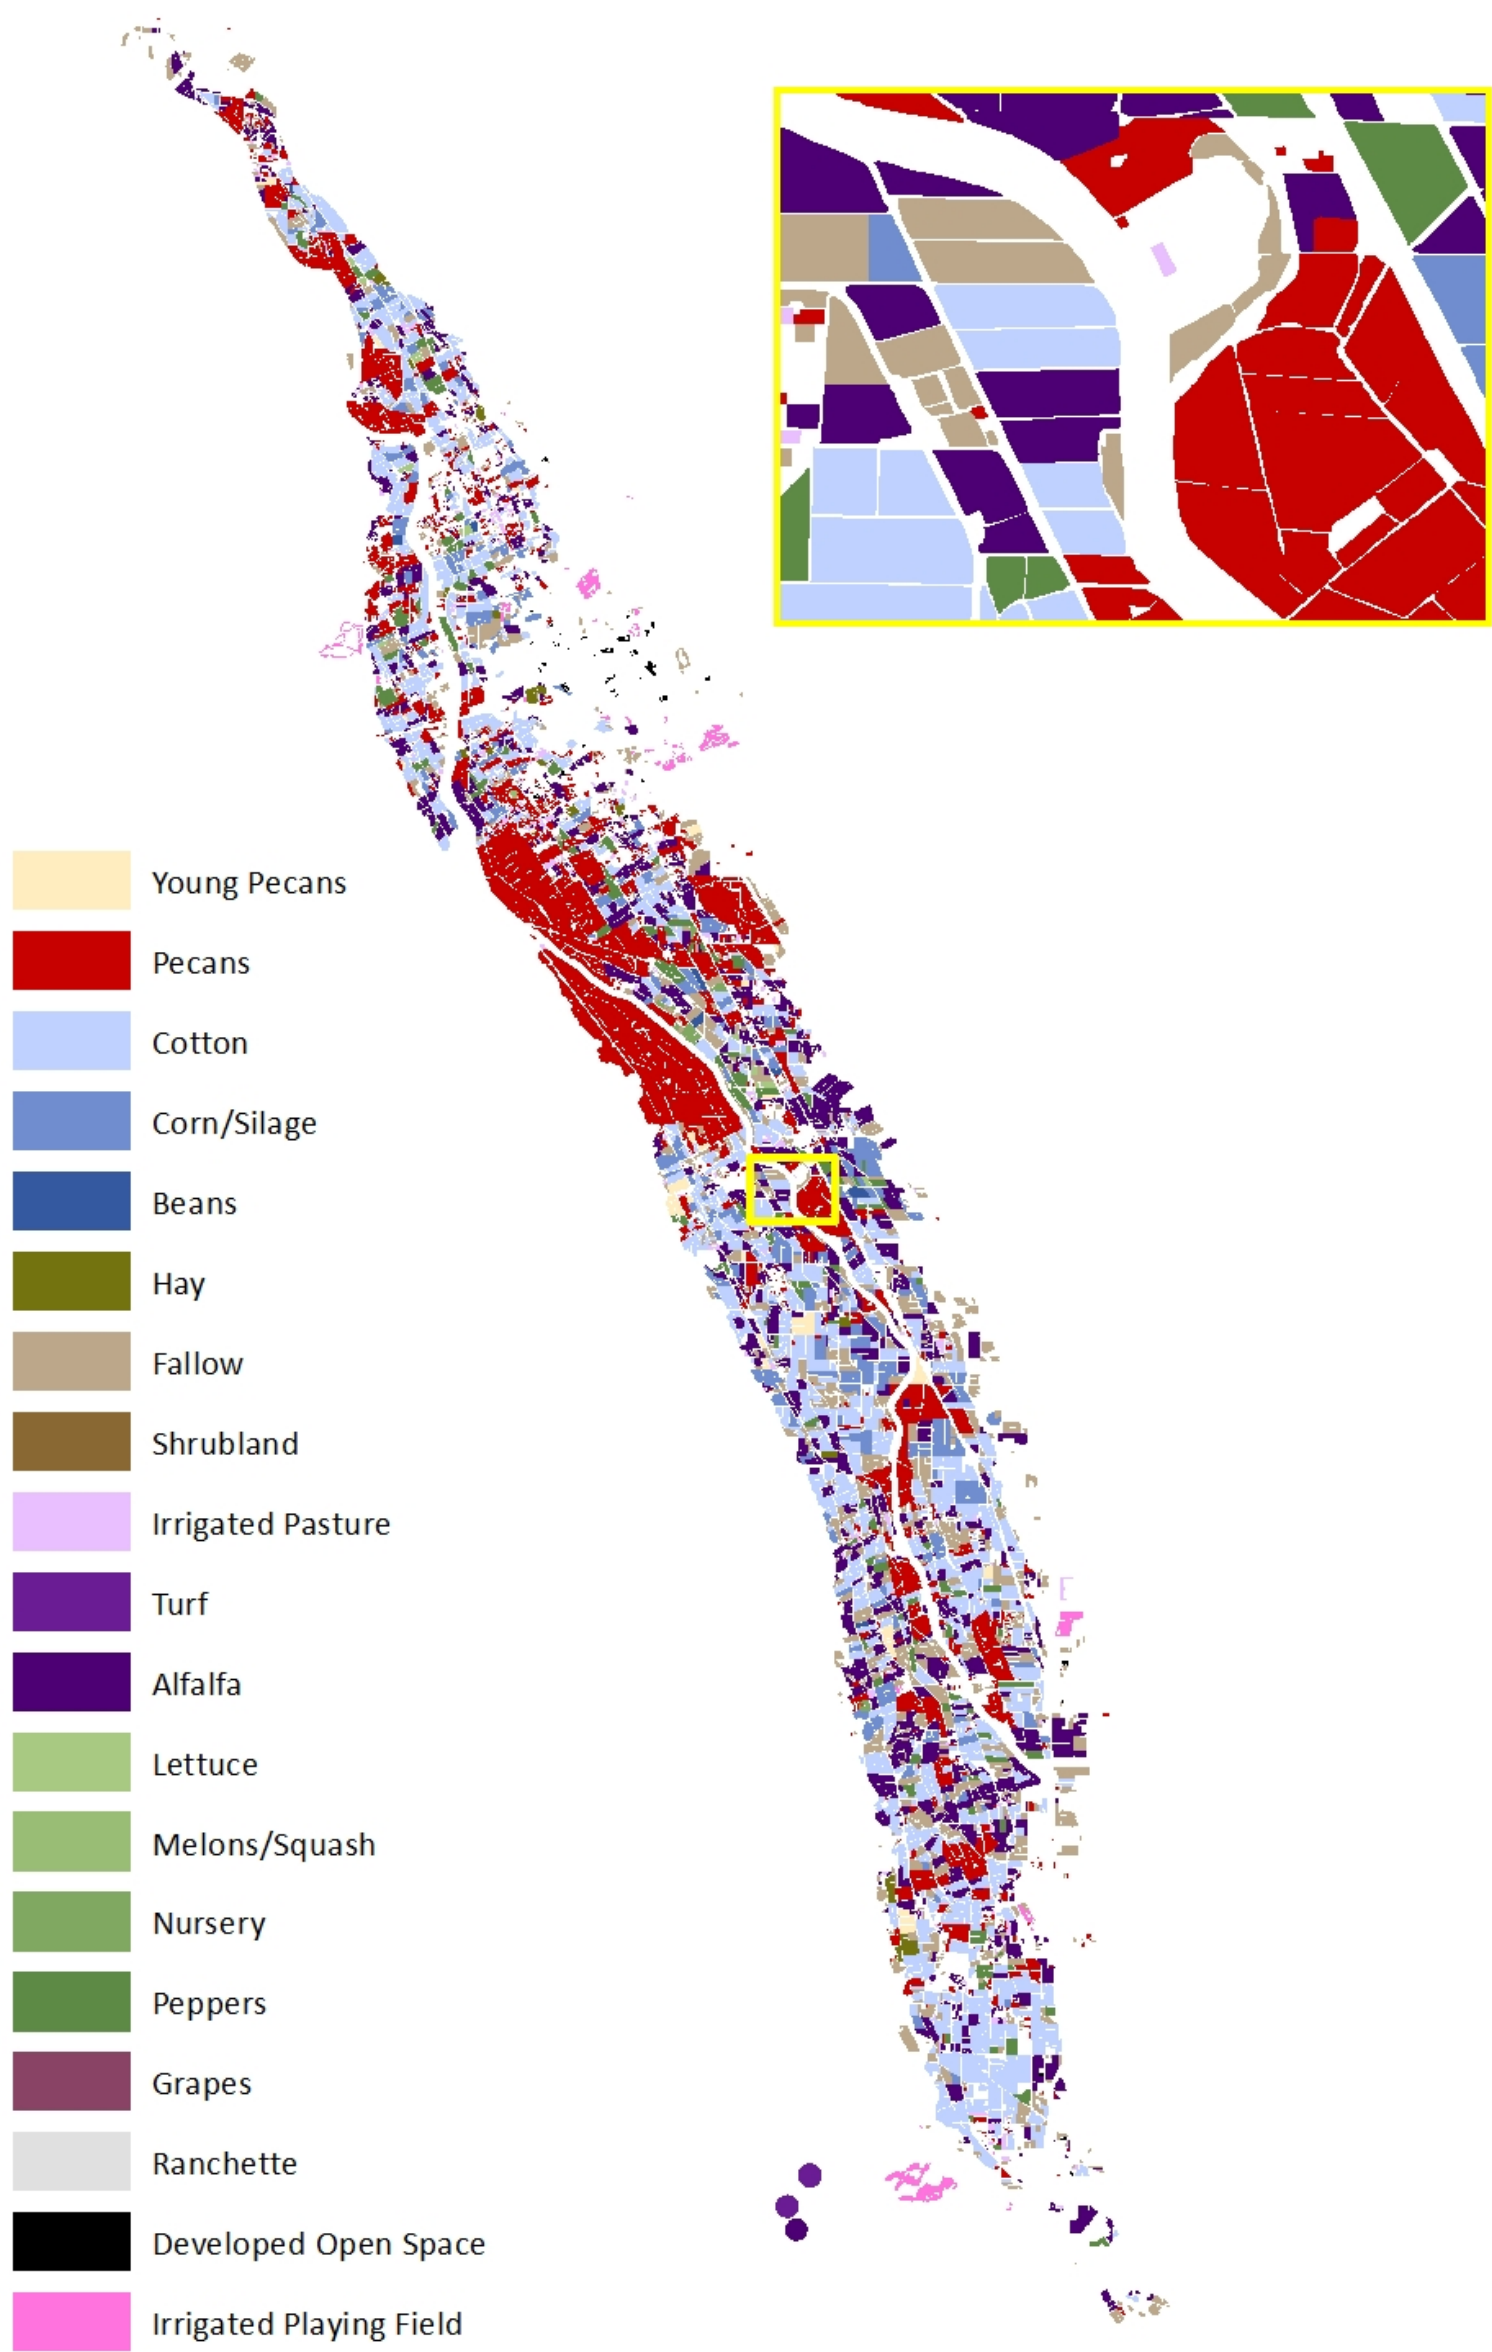 Young Pecans
Pecans
Cotton
Corn/Silage
Beans
Hay
Fallow
Shrubland
Irrigated Pasture
Turf
Alfalfa
Lettuce
Melons/Squash
Nursery
Peppers
Grapes
Ranchette
Developed Open Space
Irrigated Playing Field